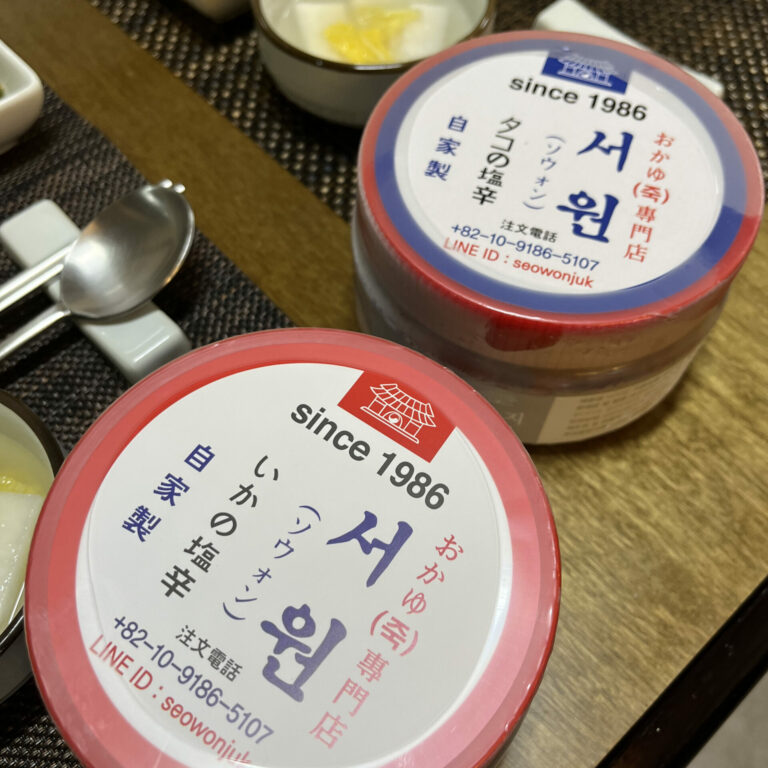 since 1986
おかゆ(죽)專門店
서원
(ソウォン)
タコの塩辛
自家製
注文電話
+82-10-9186-5107
LINE ID : seowonjuk
since 1986
おかゆ(죽)專門店
서원
(ソウォン)
いかの塩辛
自家製
注文電話
+82-10-9186-5107
LINE ID : seowonjuk